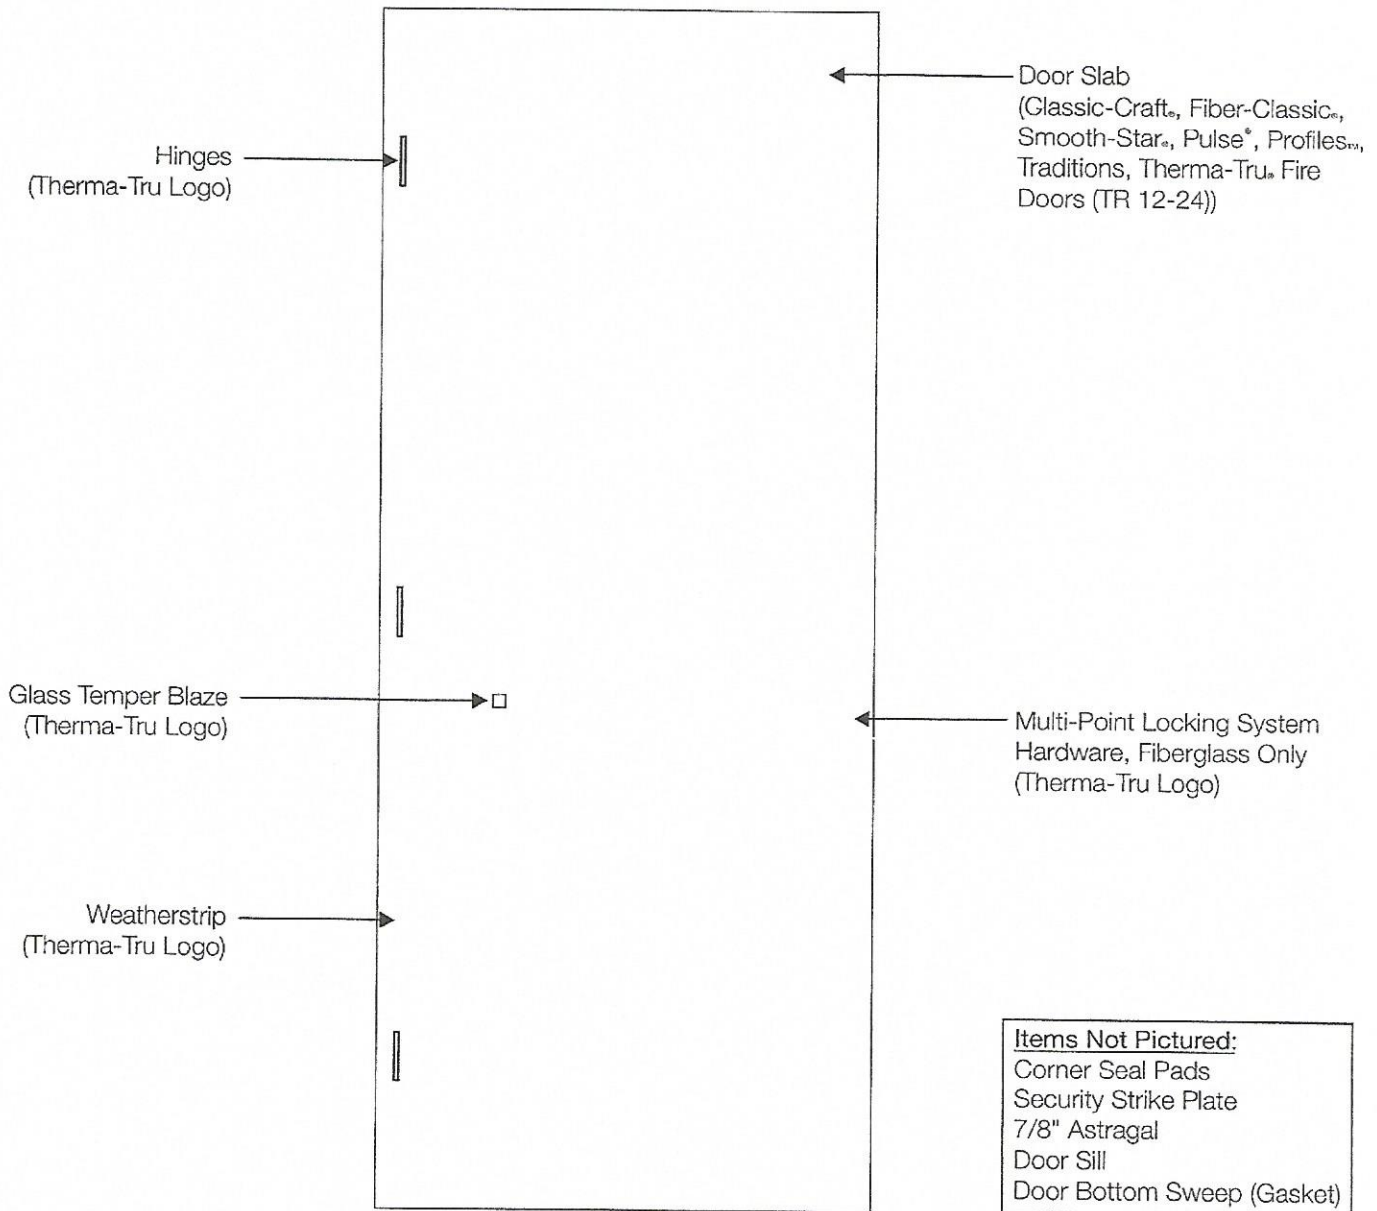 Door Slab
(Classic-Craft®, Fiber-Classic®,
Smooth-Star®, Pulse®, Profiles™,
Traditions, Therma-Tru® Fire
Doors (TR 12-24))
Hinges
(Therma-Tru Logo)
Glass Temper Blaze
(Therma-Tru Logo)
Multi-Point Locking System
Hardware, Fiberglass Only
(Therma-Tru Logo)
Weatherstrip
(Therma-Tru Logo)
Items Not Pictured:
Corner Seal Pads
Security Strike Plate
7/8" Astragal
Door Sill
Door Bottom Sweep (Gasket)